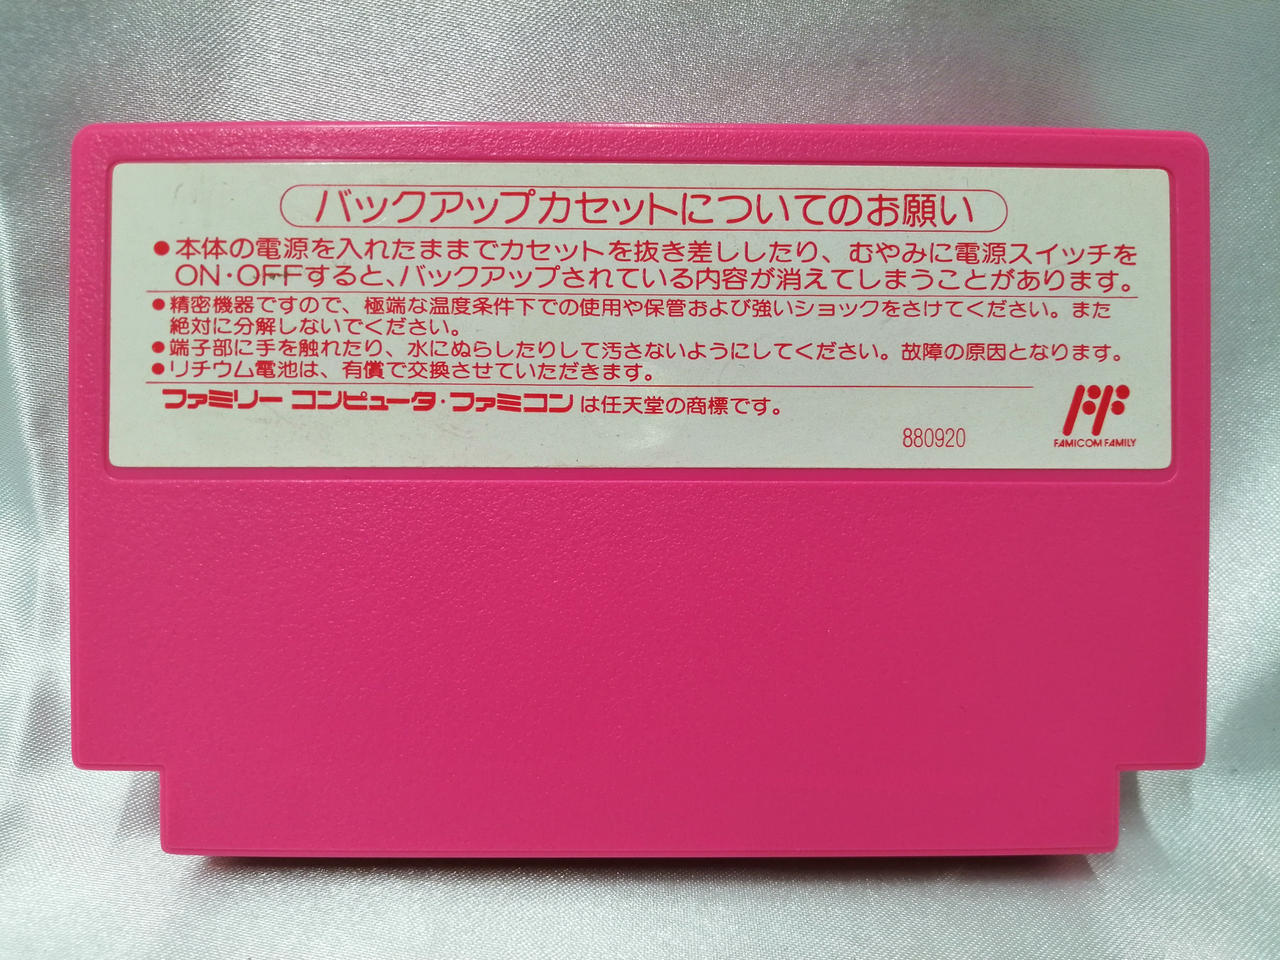 バックアップカセットについてのお願い
●本体の電源を入れたままでカセットを抜き差ししたり、むやみに電源スイッチを
ON・OFFすると、バックアップされている内容が消えてしまうことがあります。
●精密機器ですので、極端な温度条件下での使用や保管および強いショックをさけてください。また
絶対に分解しないでください。
●端子部に手を触れたり、水にぬらしたりして汚さないようにしてください。故障の原因となります。
●リチウム電池は、有償で交換させていただきます。
ファミリーコンピュータ・ファミコンは任天堂の商標です。
880920
FAMICOM FAMILY